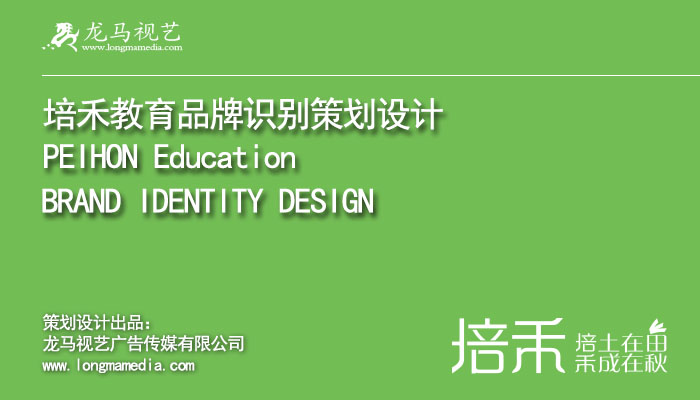 龙马视艺
www.longmamedia.com
培禾教育品牌识别策划设计
PEIHON Education
BRAND IDENTITY DESIGN
策划设计出品：
龙马视艺广告传媒有限公司
www.longmamedia.com
培禾
培土在田
禾成在秋